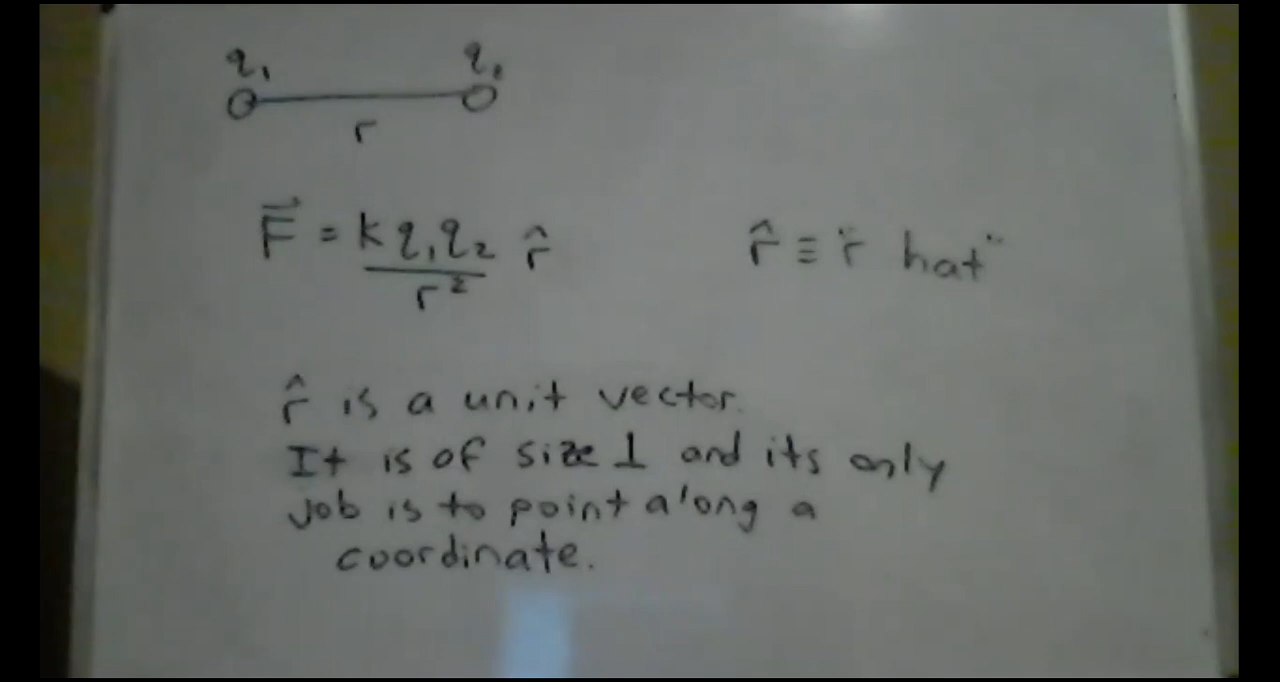 q₁ q₂
r
F⃗ = k q₁q₂ / r² r̂ r̂ ≡ "r hat"
r̂ is a unit vector.
It is of size 1 and its only
job is to point along a
coordinate.